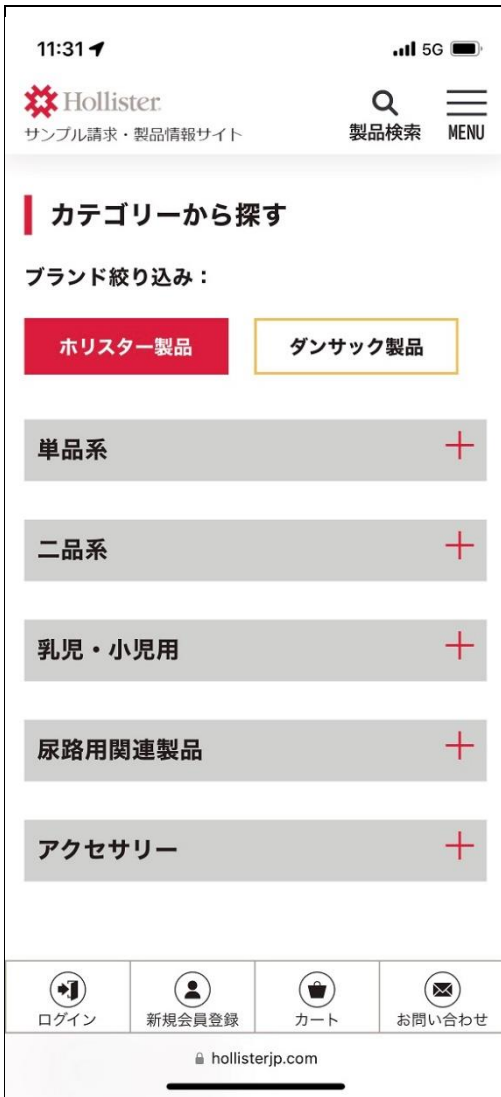 11:31
5G
Hollister
サンプル請求・製品情報サイト
製品検索
MENU
カテゴリーから探す
ブランド絞り込み：
ホリスター製品
ダンサック製品
単品系
二品系
乳児・小児用
尿路用関連製品
アクセサリー
ログイン
新規会員登録
カート
お問い合わせ
hollisterjp.com